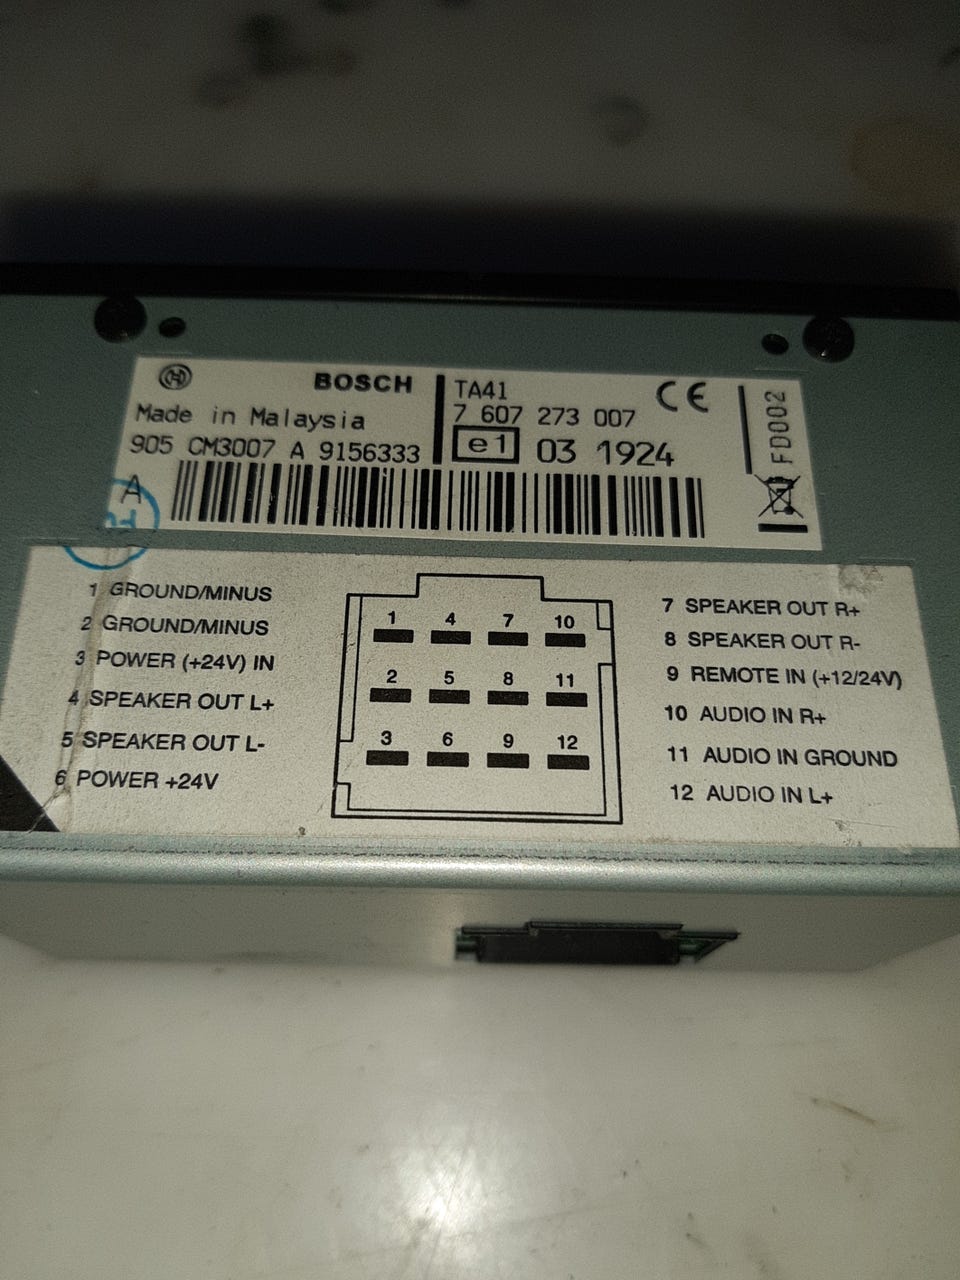 BOSCH
Made in Malaysia
905 CM3007 A 9156333
TA41
7 607 273 007
e1 03 1924
CE
FD002
A
1 GROUND/MINUS
2 GROUND/MINUS
3 POWER (+24V) IN
4 SPEAKER OUT L+
5 SPEAKER OUT L-
6 POWER +24V
1 4 7 10
2 5 8 11
3 6 9 12
7 SPEAKER OUT R+
8 SPEAKER OUT R-
9 REMOTE IN (+12/24V)
10 AUDIO IN R+
11 AUDIO IN GROUND
12 AUDIO IN L+